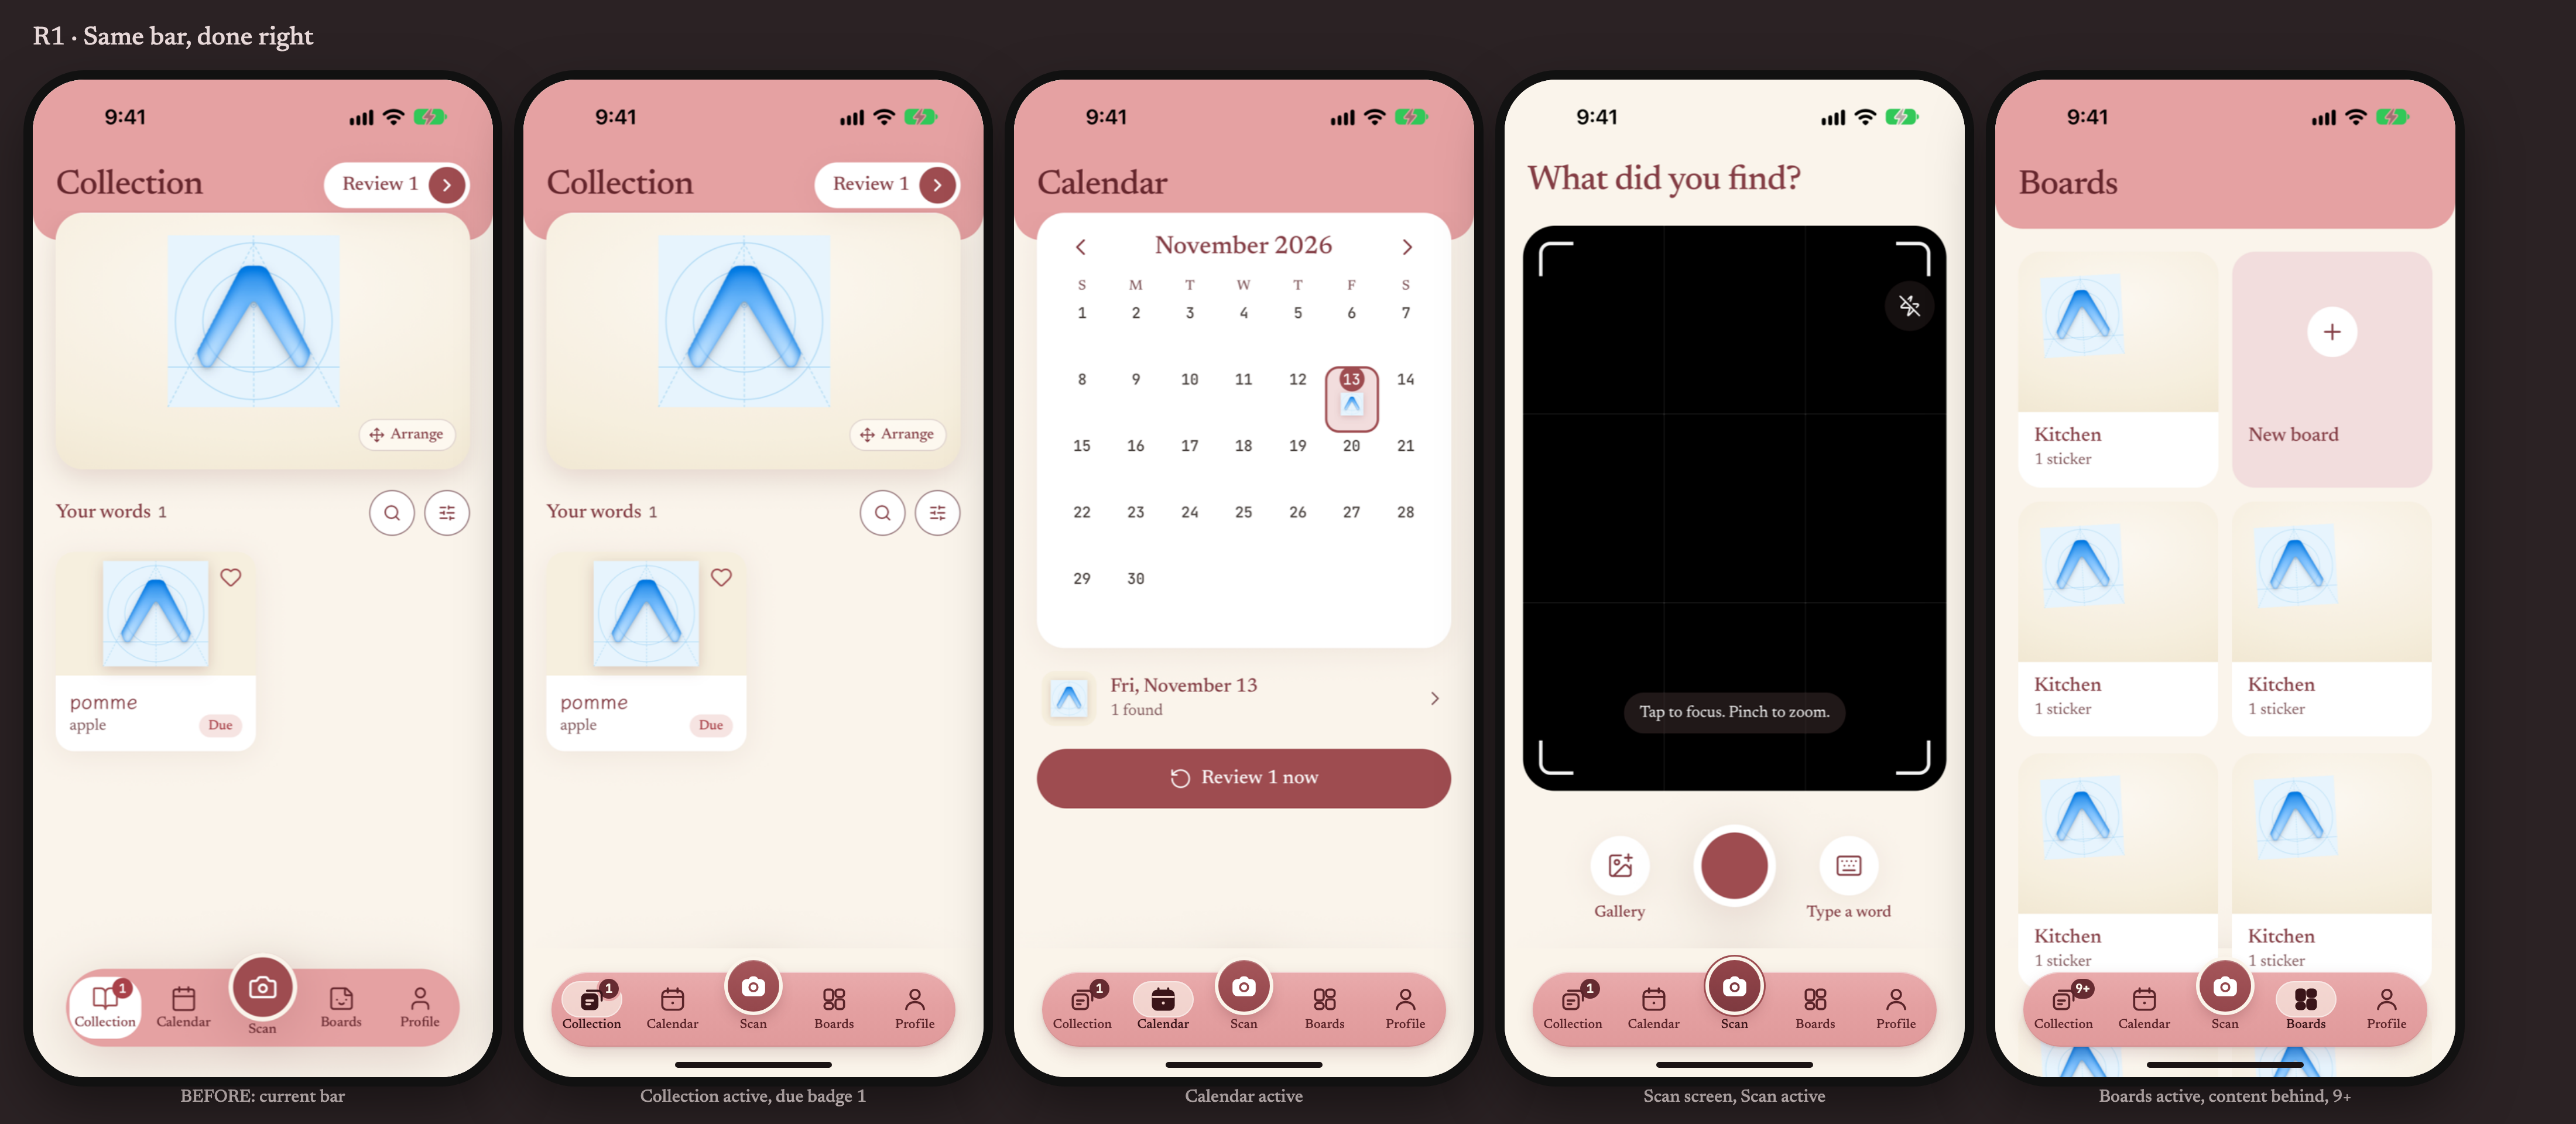 R1 · Same bar, done right
9:41
Collection
Review 1
Arrange
Your words 1
pomme
apple
Due
1
Collection
Calendar
Scan
Boards
Profile
BEFORE: current bar
9:41
Collection
Review 1
Arrange
Your words 1
pomme
apple
Due
1
Collection
Calendar
Scan
Boards
Profile
Collection active, due badge 1
9:41
Calendar
November 2026
S M T W T F S
1 2 3 4 5 6 7
8 9 10 11 12 13 14
15 16 17 18 19 20 21
22 23 24 25 26 27 28
29 30
Fri, November 13
1 found
Review 1 now
1
Collection
Calendar
Scan
Boards
Profile
Calendar active
9:41
What did you find?
Tap to focus. Pinch to zoom.
Gallery
Type a word
1
Collection
Calendar
Scan
Boards
Profile
Scan screen, Scan active
9:41
Boards
Kitchen
1 sticker
New board
Kitchen
1 sticker
Kitchen
1 sticker
Kitchen
1 sticker
Kitchen
1 sticker
9+
Collection
Calendar
Scan
Boards
Profile
Boards active, content behind, 9+